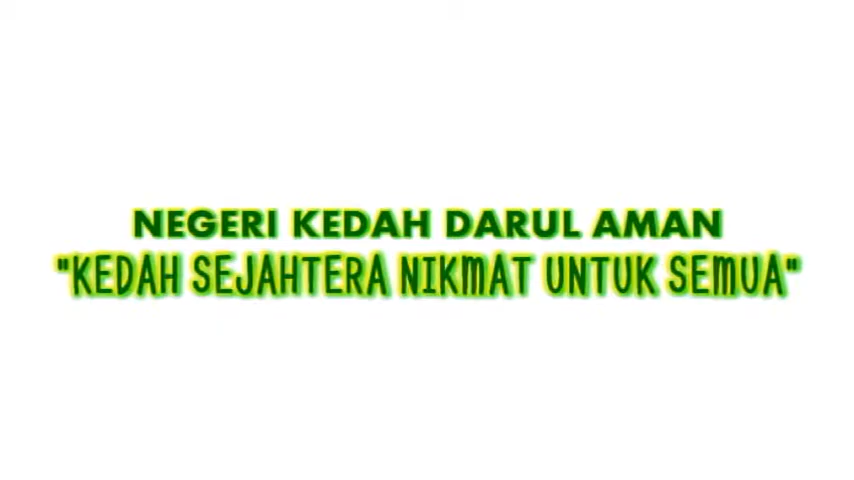 NEGERI KEDAH DARUL AMAN
"KEDAH SEJAHTERA NIKMAT UNTUK SEMUA"